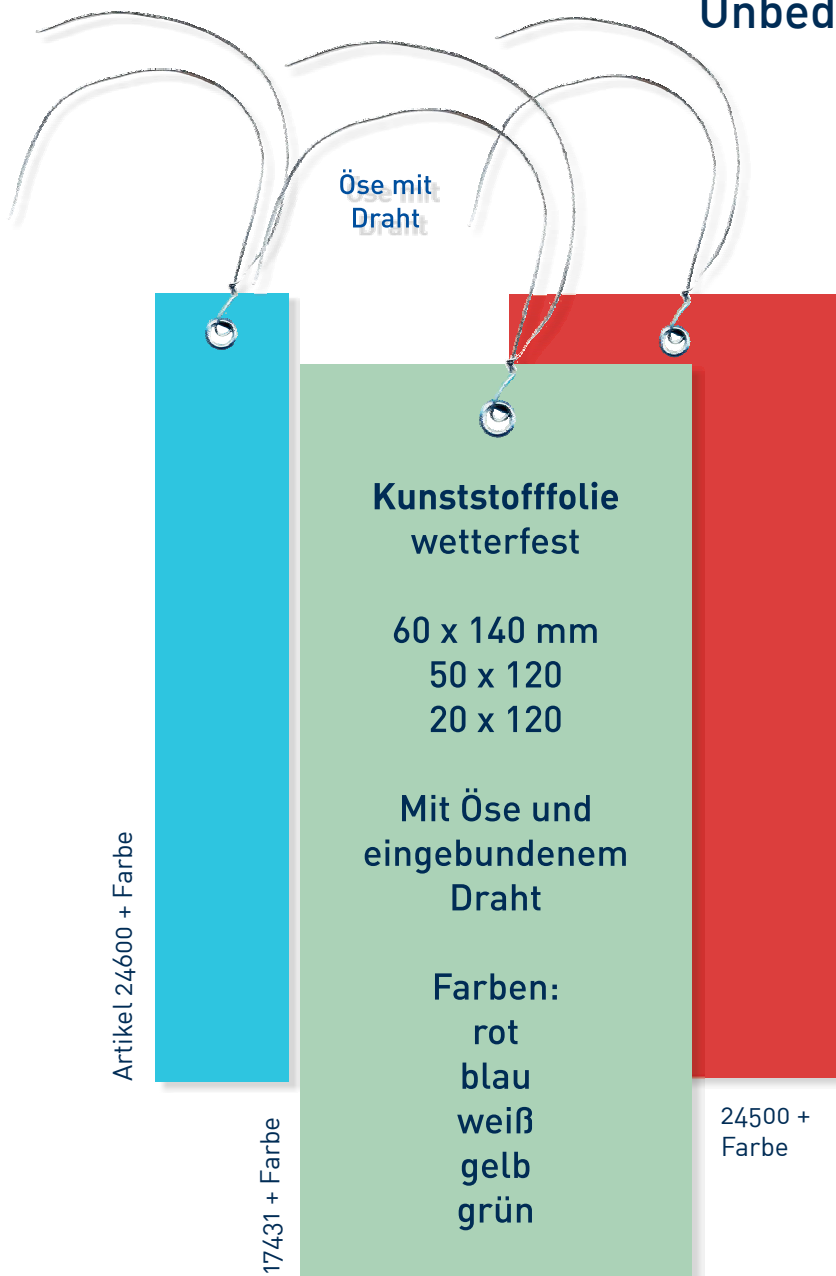 Unbed
Öse mit
Draht
Kunststofffolie
wetterfest
60 x 140 mm
50 x 120
20 x 120
Mit Öse und
eingebundenem
Draht
Farben:
rot
blau
weiß
gelb
grün
Artikel 24600 + Farbe
17431 + Farbe
24500 +
Farbe